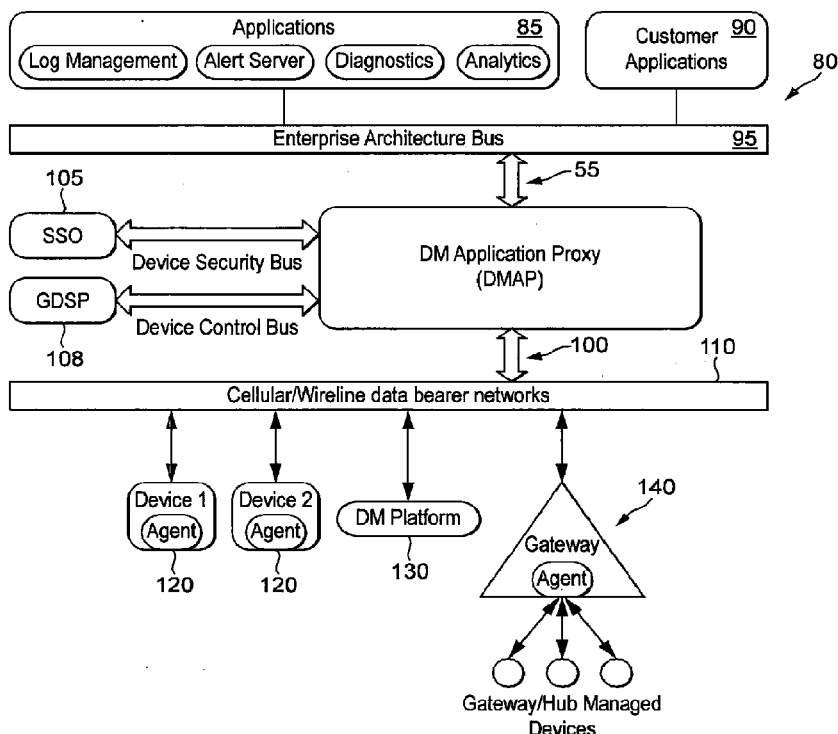 Applications 85
Log Management Alert Server Diagnostics Analytics
90
Customer
Applications
80
Enterprise Architecture Bus 95
55
105
SSO
Device Security Bus
DM Application Proxy
(DMAP)
GDSP
Device Control Bus
108
100
110
Cellular/Wireline data bearer networks
Device 1
Agent
120
Device 2
Agent
120
DM Platform
130
140
Gateway
Agent
Gateway/Hub Managed
Devices